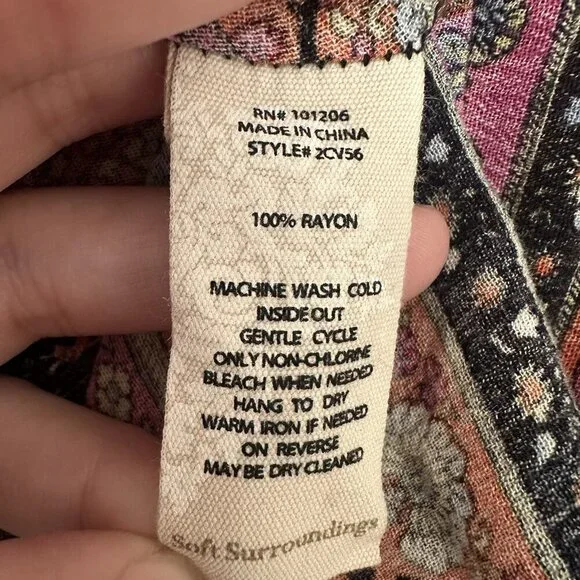 RN# 101206
MADE IN CHINA
STYLE# 2CV56
100% RAYON
MACHINE WASH COLD
INSIDE OUT
GENTLE CYCLE
ONLY NON-CHLORINE
BLEACH WHEN NEEDED
HANG TO DRY
WARM IRON IF NEEDED
ON REVERSE
MAY BE DRY CLEANED
Soft Surroundings